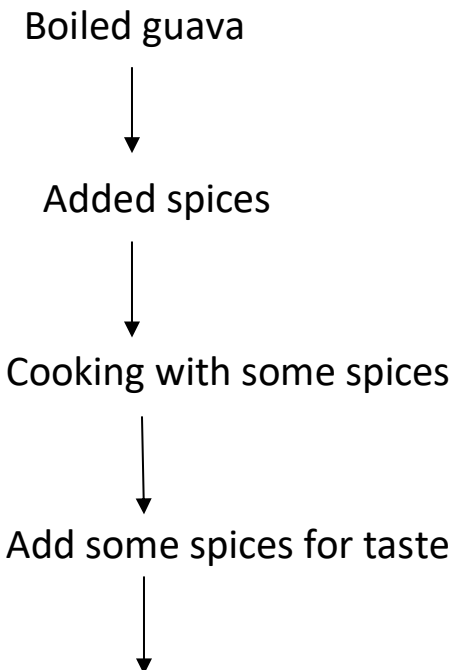 Boiled guava
Added spices
Cooking with some spices
Add some spices for taste